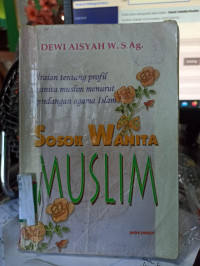 DEWI AISYAH W. S Ag.
Uraian tentang profil
wanita muslim menurut
pandangan agama Islam
SOSOK WANITA
MUSLIM